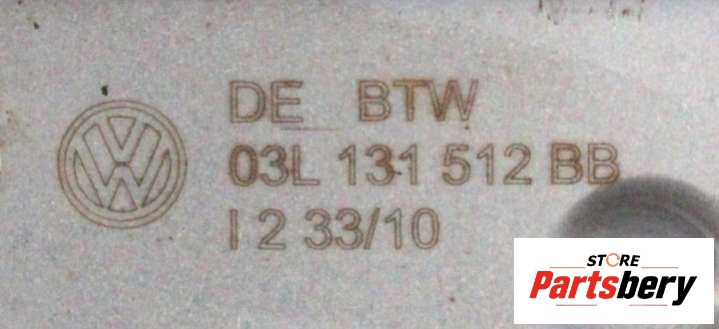 DE BTW
03L 131 512 BB
I 2 33/10
STORE
Partsbery